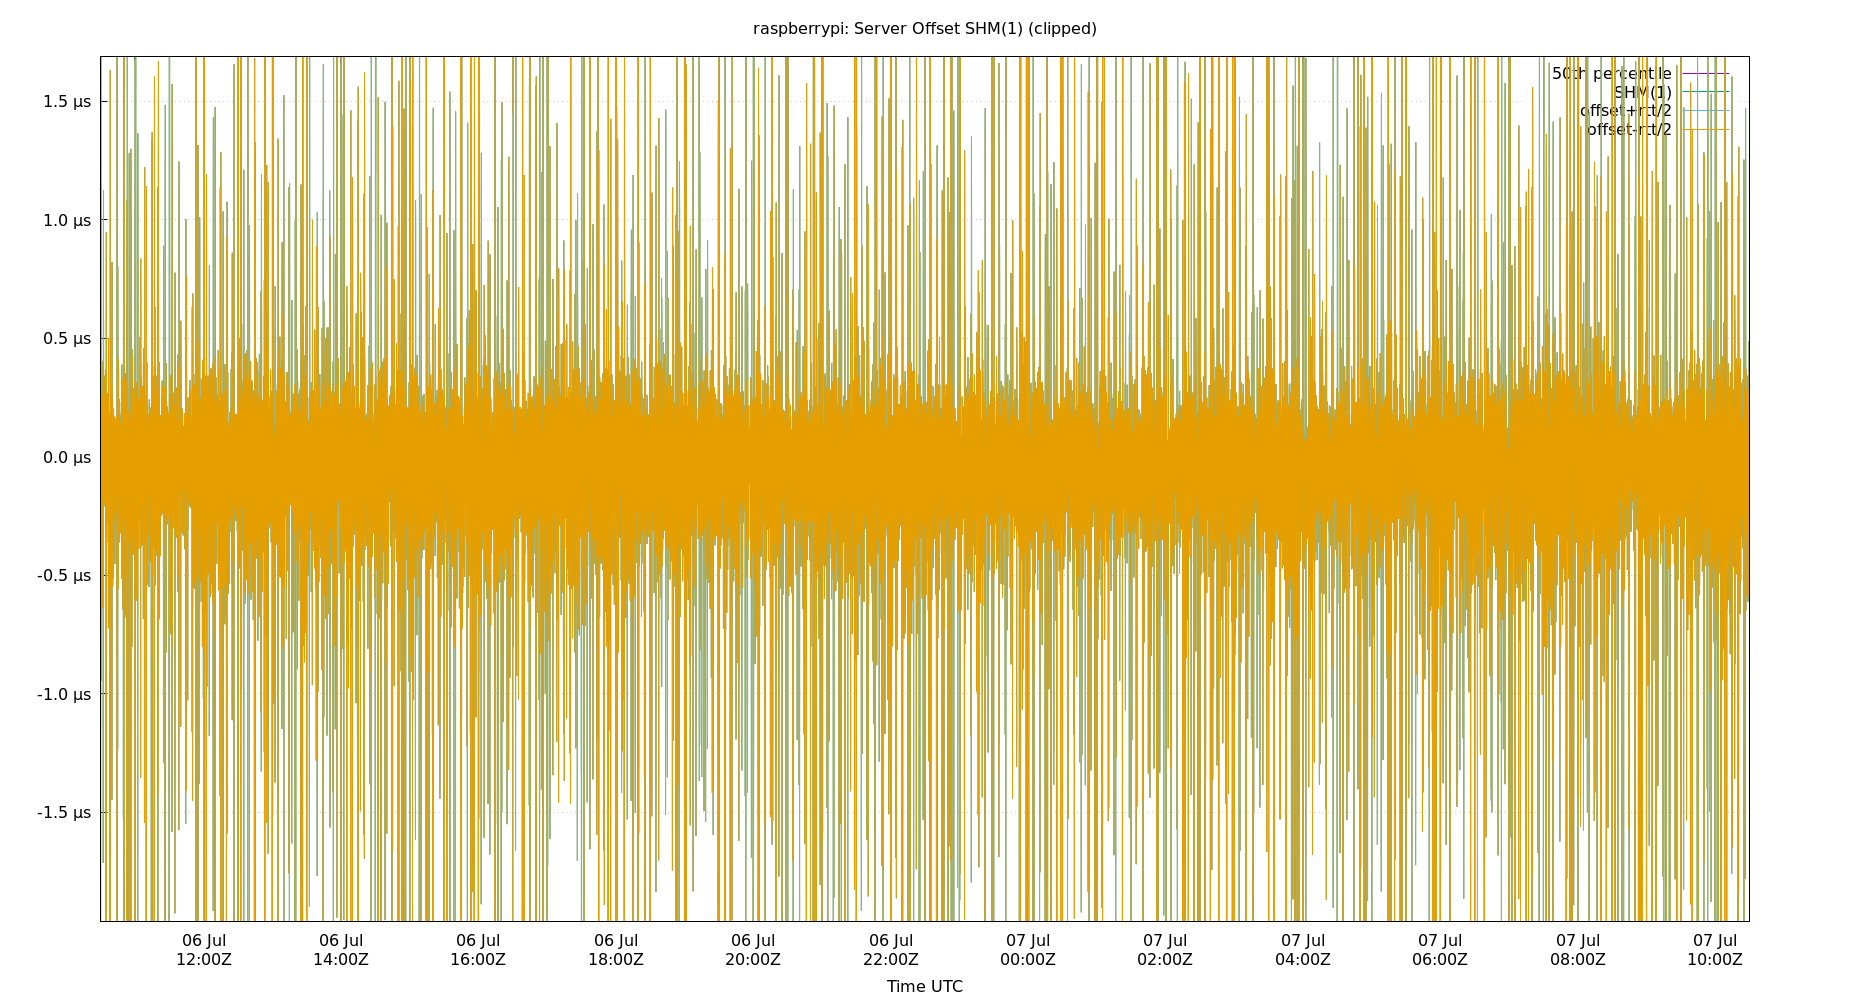 raspberrypi: Server Offset SHM(1) (clipped)
50th percentile
SHM(1)
offset+rtt/2
offset-rtt/2
1.5 µs
1.0 µs
0.5 µs
0.0 µs
-0.5 µs
-1.0 µs
-1.5 µs
06 Jul 06 Jul 06 Jul 06 Jul 06 Jul 06 Jul 07 Jul 07 Jul 07 Jul 07 Jul 07 Jul 07 Jul
12:00Z 14:00Z 16:00Z 18:00Z 20:00Z 22:00Z 00:00Z 02:00Z 04:00Z 06:00Z 08:00Z 10:00Z
Time UTC